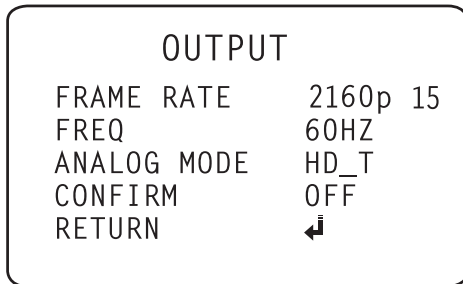 OUTPUT
FRAME RATE 2160p 15
FREQ 60HZ
ANALOG MODE HD_T
CONFIRM OFF
RETURN ↲